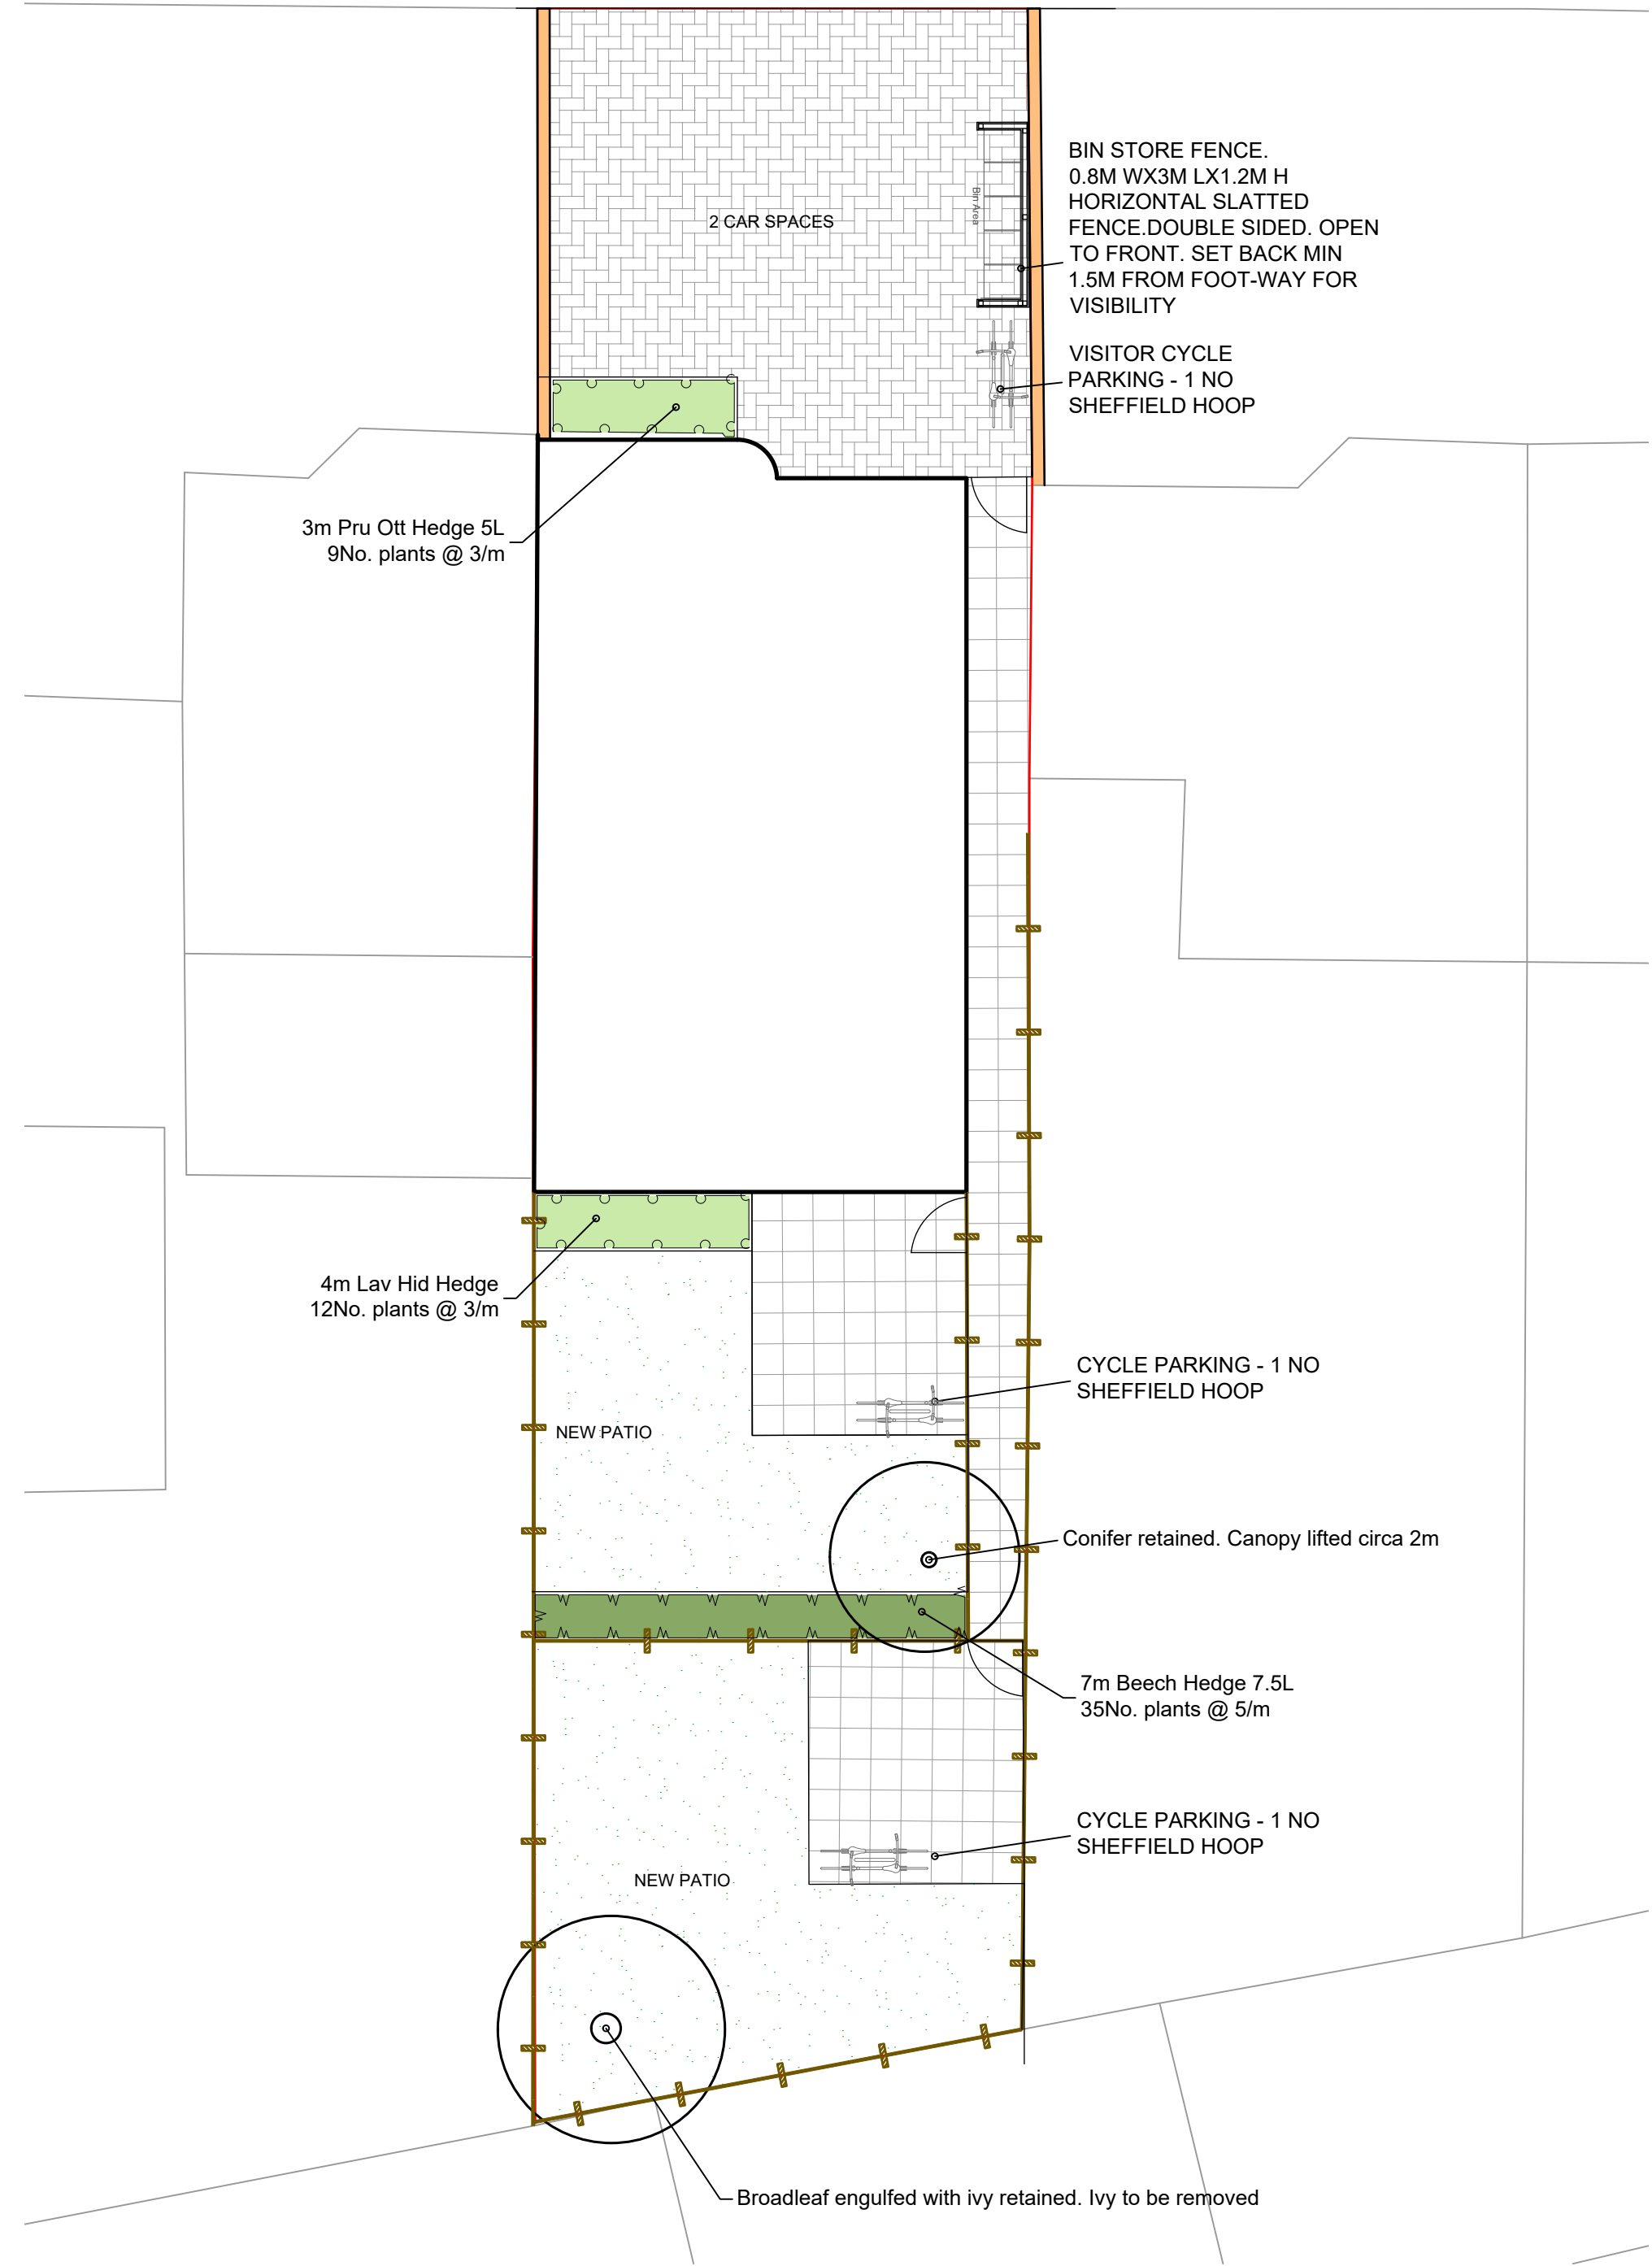 BIN STORE FENCE.
0.8M WX3M LX1.2M H
HORIZONTAL SLATTED
FENCE.DOUBLE SIDED. OPEN
TO FRONT. SET BACK MIN
1.5M FROM FOOT-WAY FOR
VISIBILITY
Bin Area
2 CAR SPACES
VISITOR CYCLE
PARKING - 1 NO
SHEFFIELD HOOP
3m Pru Ott Hedge 5L
9No. plants @ 3/m
4m Lav Hid Hedge
12No. plants @ 3/m
CYCLE PARKING - 1 NO
SHEFFIELD HOOP
NEW PATIO
Conifer retained. Canopy lifted circa 2m
7m Beech Hedge 7.5L
35No. plants @ 5/m
CYCLE PARKING - 1 NO
SHEFFIELD HOOP
NEW PATIO
Broadleaf engulfed with ivy retained. Ivy to be removed